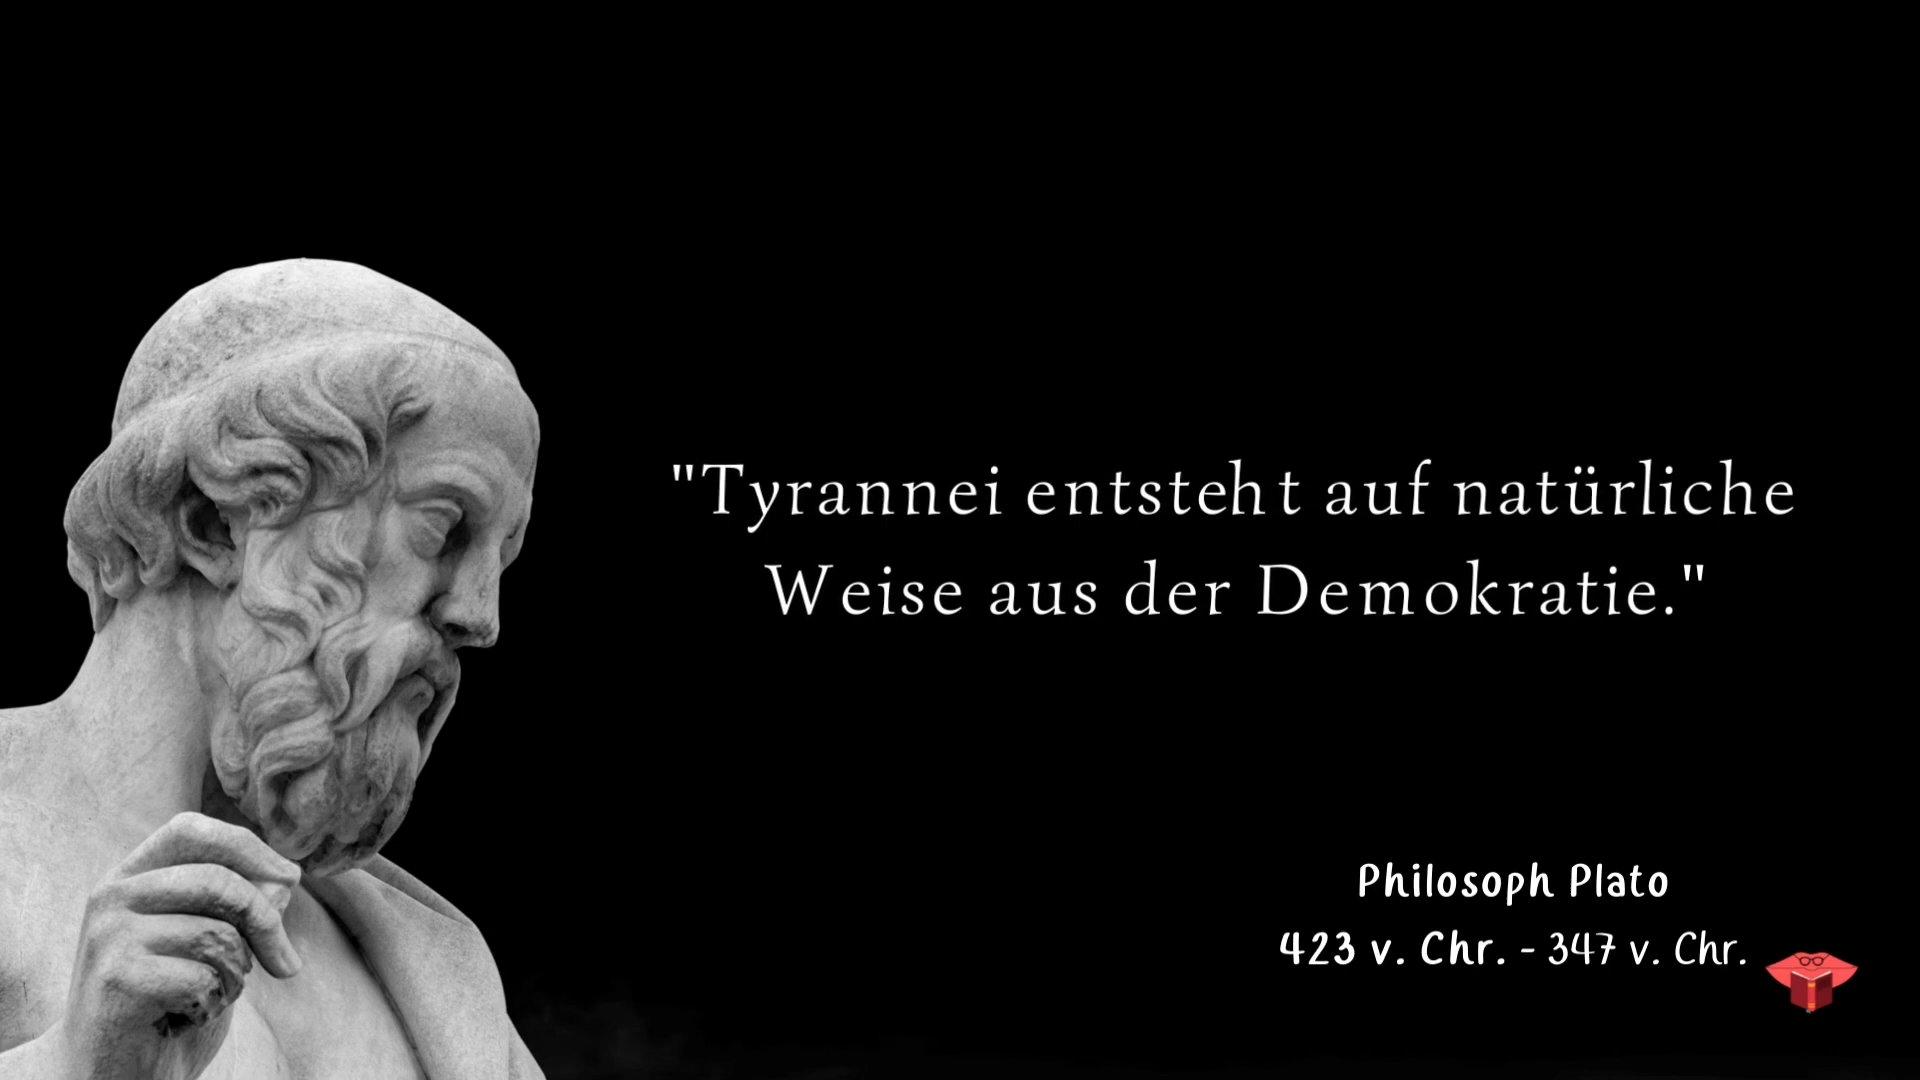 "Tyrannei entsteht auf natürliche
Weise aus der Demokratie."
Philosoph Plato
423 v. Chr. - 347 v. Chr.